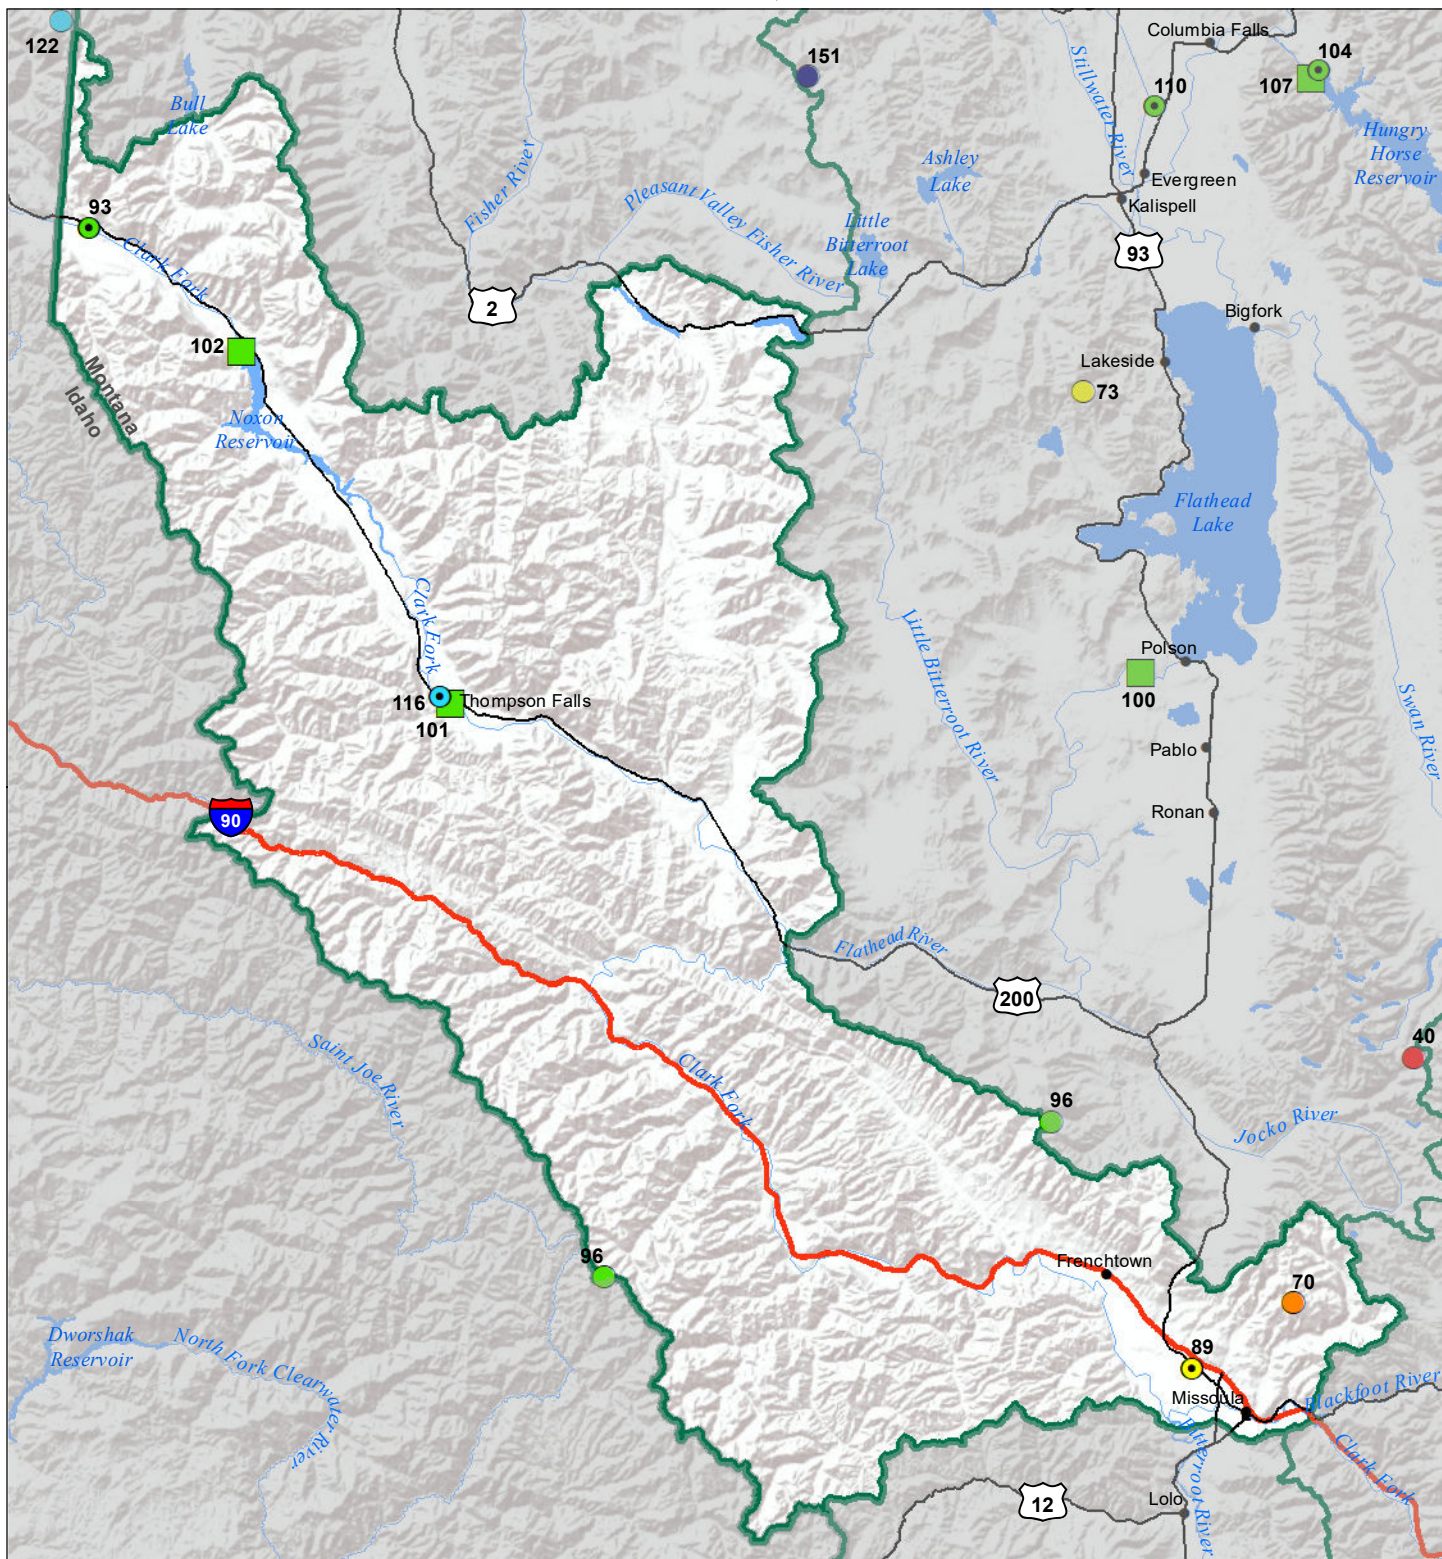 122
151
Columbia Falls
104
107
110
Stillwater River
Bull
Lake
Hungry
Horse
Reservoir
Ashley
Lake
Fisher River
Pleasant Valley Fisher River
Evergreen
Kalispell
93
Clark Fork
Little
Bitterroot
Lake
93
2
Bigfork
102
Lakeside
Montana
Idaho
73
Noxon
Reservoir
Flathead
Lake
Clark Fork
Little Bitterroot River
Polson
100
Swan River
116
Thompson Falls
101
Pablo
90
Ronan
Flathead River
200
Saint Joe River
40
Clark Fork
96
Jocko River
96
Frenchtown
70
Dworshak
Reservoir
North Fork Clearwater River
89
Missoula
Blackfoot River
Bitterroot River
Clark Fork
12
Lolo